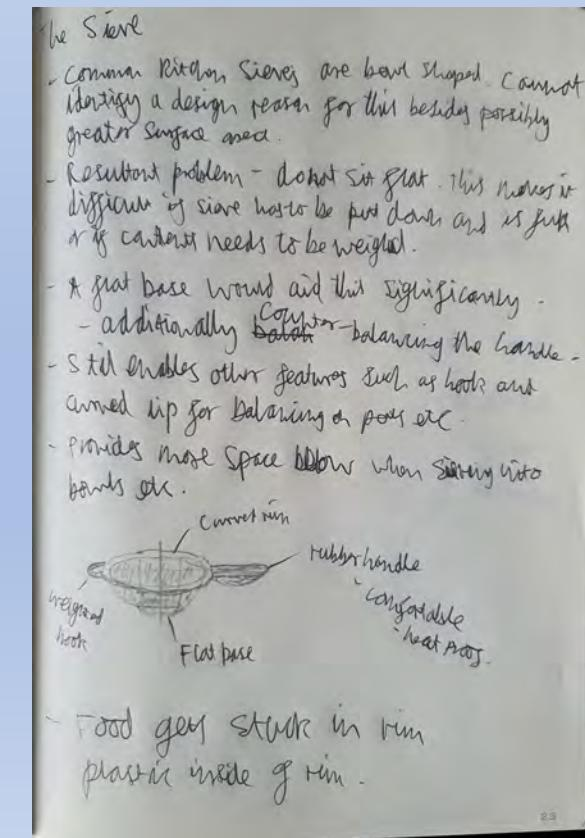 The Sieve
- Common Kitchen Sieves are bowl shaped. Cannot
identify a design reason for this besides possibly
greater surface area.
- Resultant problem - do not sit flat. This makes it
difficult if sieve has to be put down and is full
or if contents needs to be weighed.
- A flat base would aid this significantly.
- additionally counter-balancing the handle.
- Still enables other features such as hook and
curved lip for balancing on pots etc.
- Provides more space below when sieving into
bowls etc.
Curved rim
rubber handle
- comfortable
- heat proof.
weighted
hook
Flat base
- Food gets stuck in rim
plastic inside of rim.
23